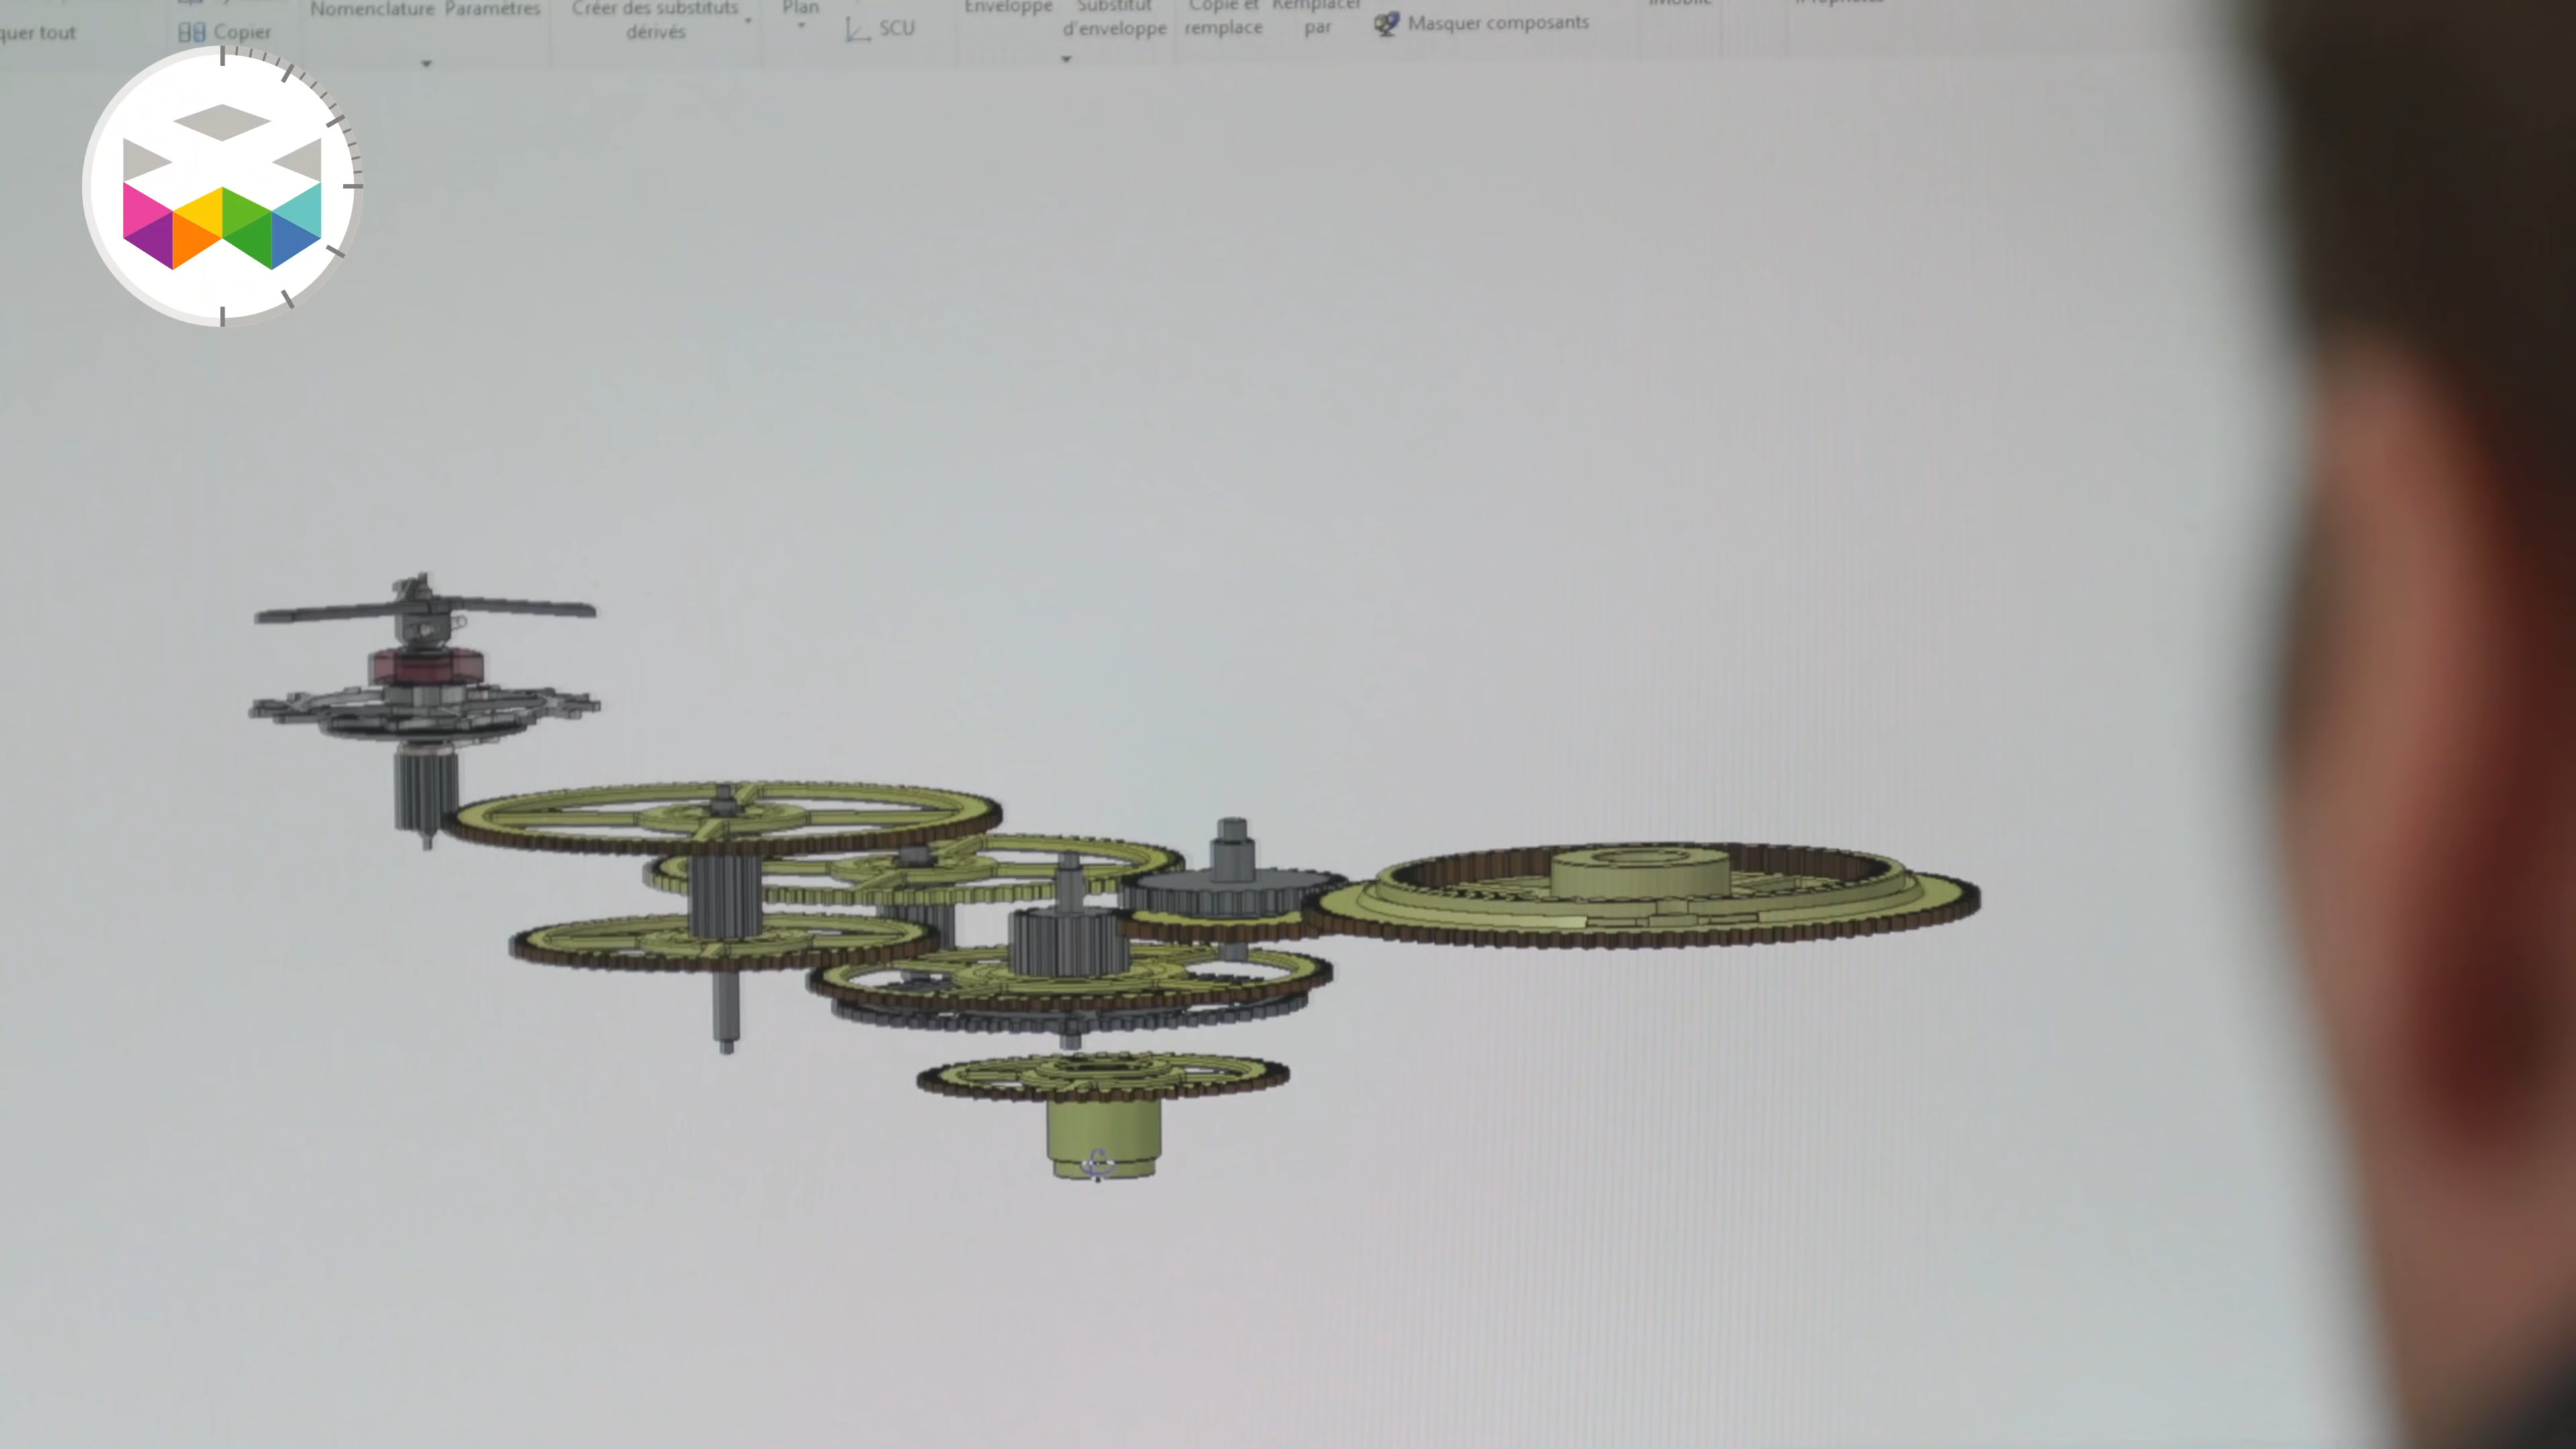 Nomenclature Paramètres
Créer des substituts
Plan
Enveloppe
Substitut
Copie et
Remplacer
quer tout
Copier
dérivés
SCU
d'enveloppe
remplace
par
Masquer composants